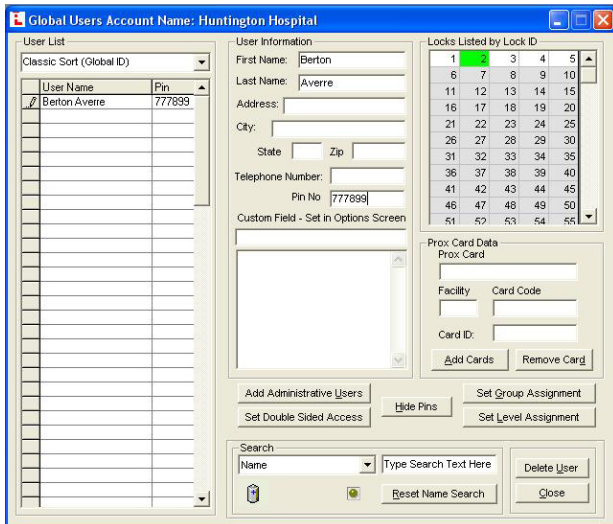 Global Users Account Name: Huntington Hospital
User List
Classic Sort (Global ID)
User Name Pin
Berton Averre 777899
User Information
First Name: Berton
Last Name: Averre
Address:
City:
State Zip
Telephone Number:
Pin No 777899
Custom Field - Set in Options Screen
Locks Listed by Lock ID
1 2 3 4 5
6 7 8 9 10
11 12 13 14 15
16 17 18 19 20
21 22 23 24 25
26 27 28 29 30
31 32 33 34 35
36 37 38 39 40
41 42 43 44 45
46 47 48 49 50
51 52 53 54 55
Prox Card Data
Prox Card
Facility Card Code
Card ID:
Add Cards Remove Card
Add Administrative Users
Set Double Sided Access
Hide Pins
Set Group Assignment
Set Level Assignment
Search
Name Type Search Text Here
Reset Name Search
Delete User
Close